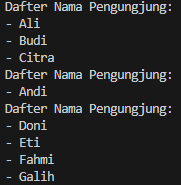 Dafter Nama Pengungjung:
- Ali
- Budi
- Citra
Dafter Nama Pengungjung:
- Andi
Dafter Nama Pengungjung:
- Doni
- Eti
- Fahmi
- Galih